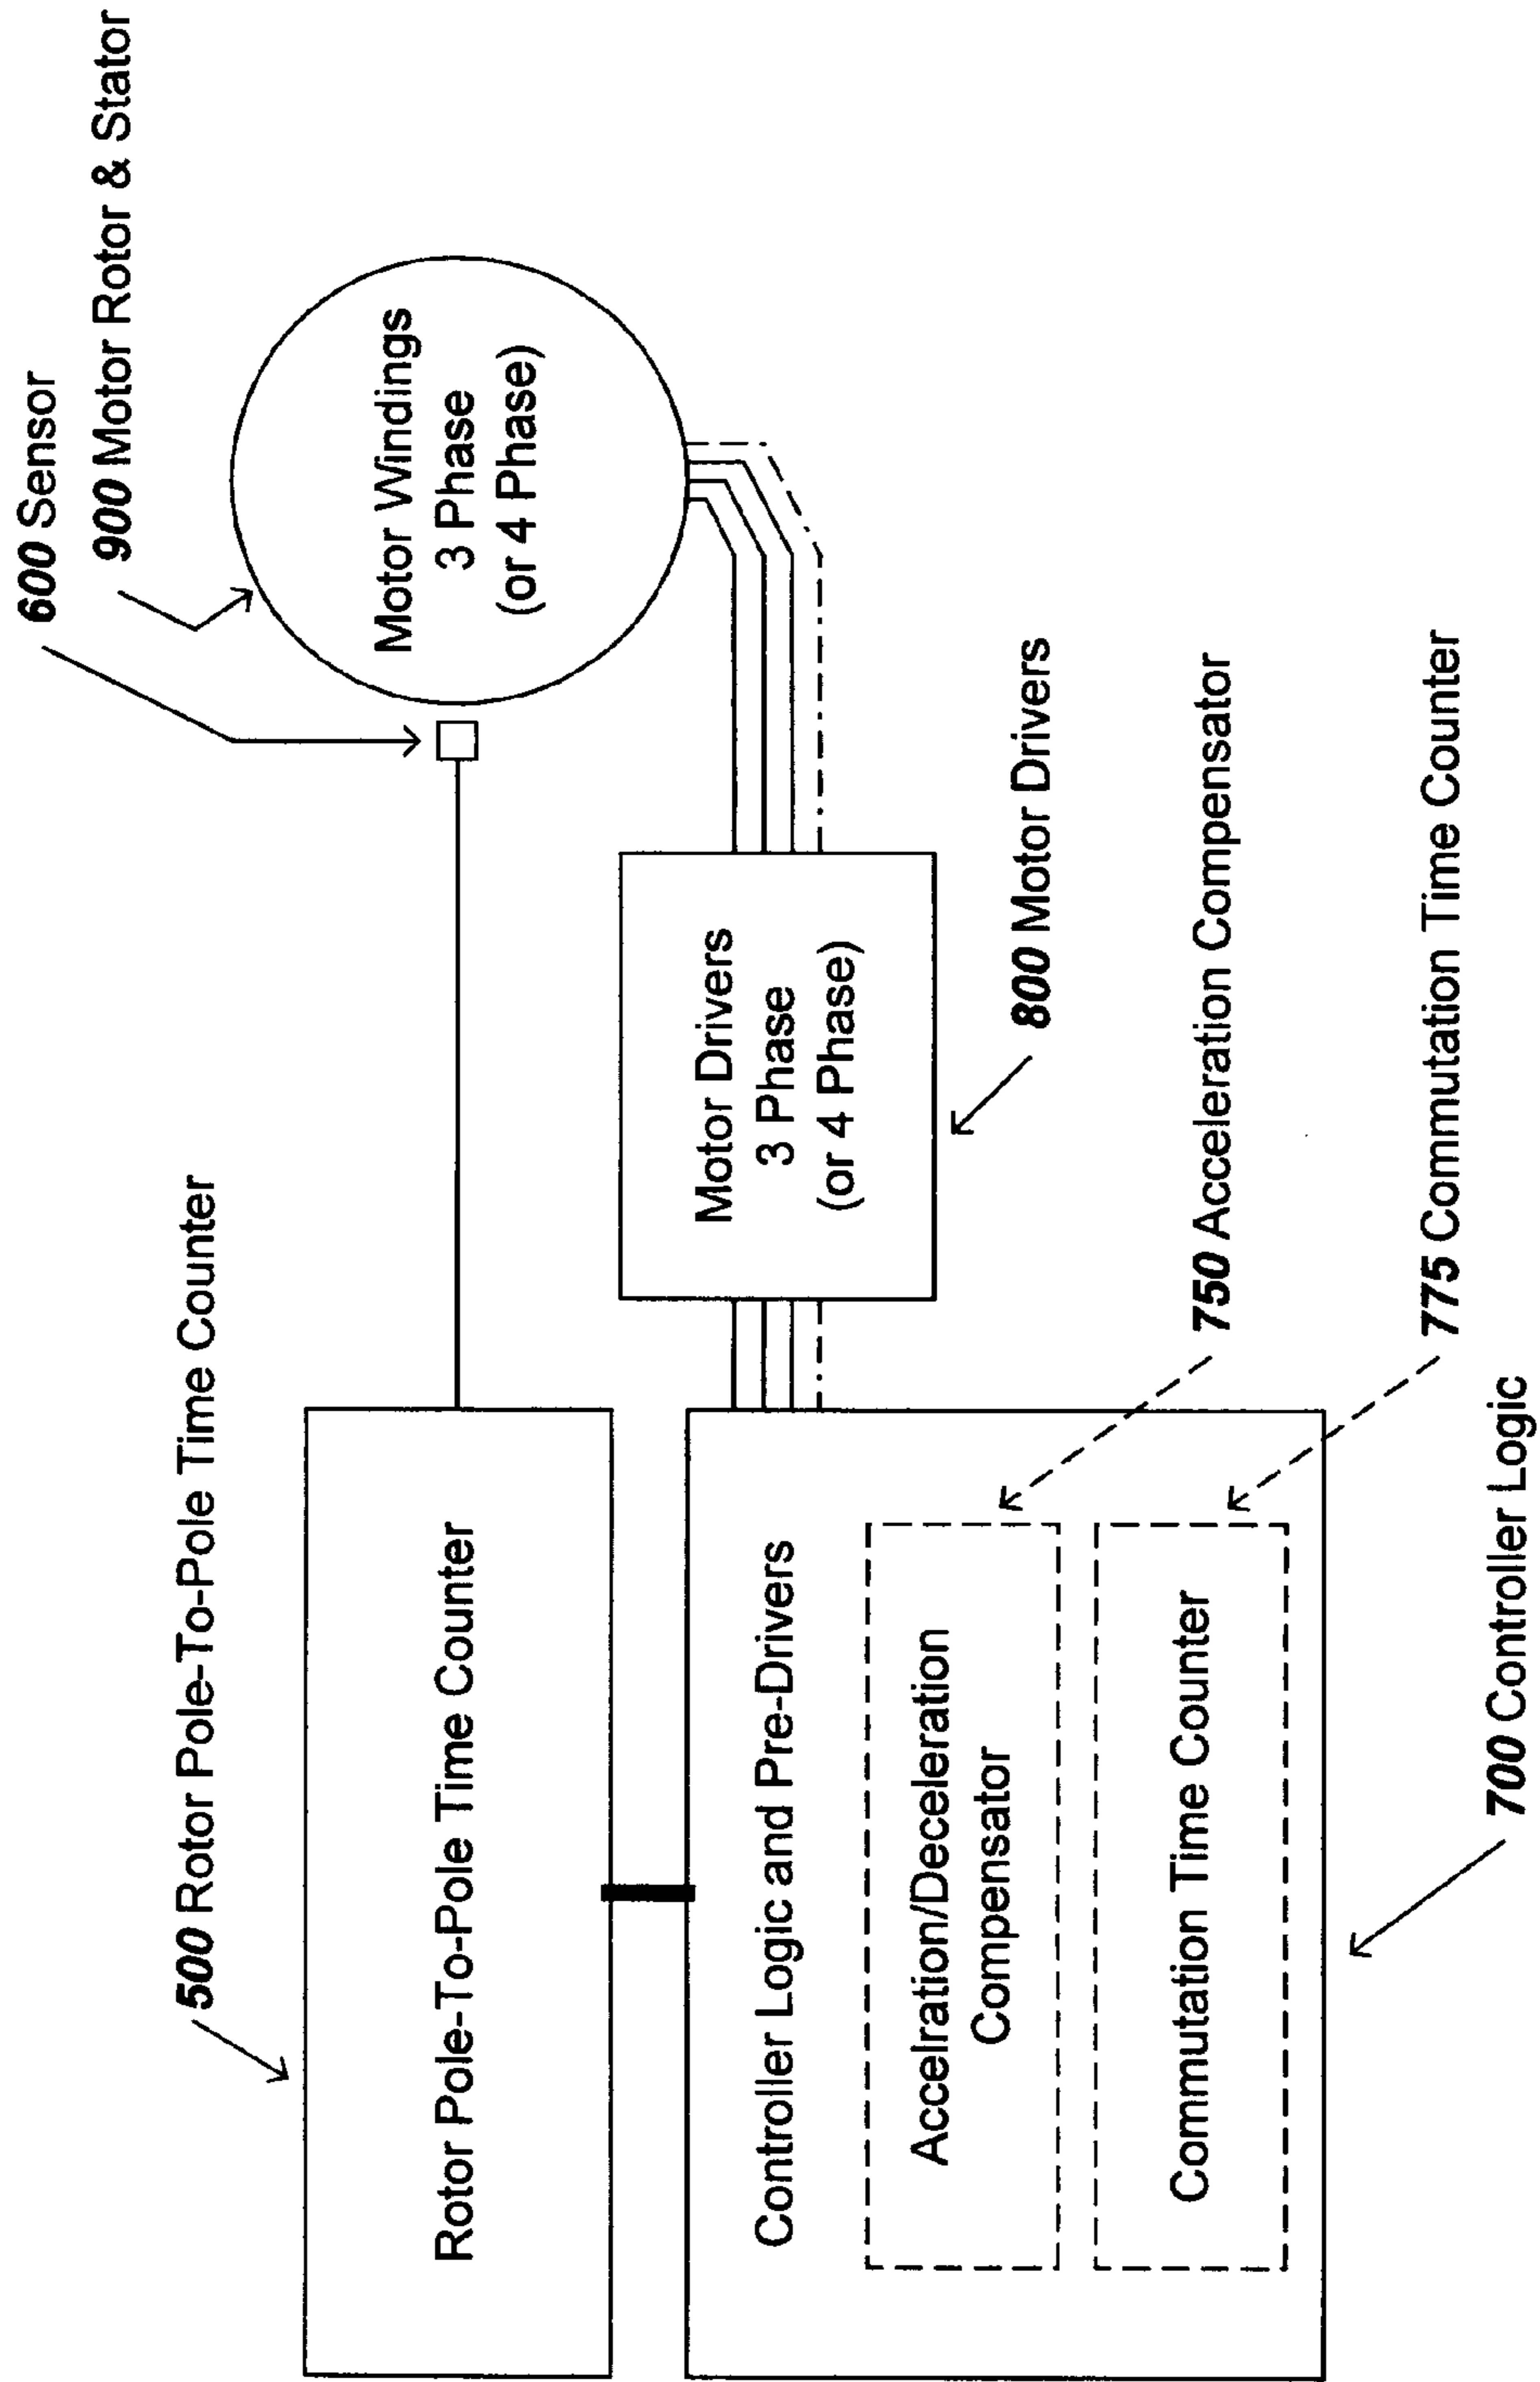 600 Sensor
900 Motor Rotor & Stator
500 Rotor Pole-To-Pole Time Counter
Rotor Pole-To-Pole Time Counter
Motor Windings
3 Phase
(or 4 Phase)
Motor Drivers
3 Phase
(or 4 Phase)
800 Motor Drivers
Controller Logic and Pre-Drivers
Accelration/Deceleration
Compensator
Commutation Time Counter
750 Acceleration Compensator
775 Commutation Time Counter
700 Controller Logic